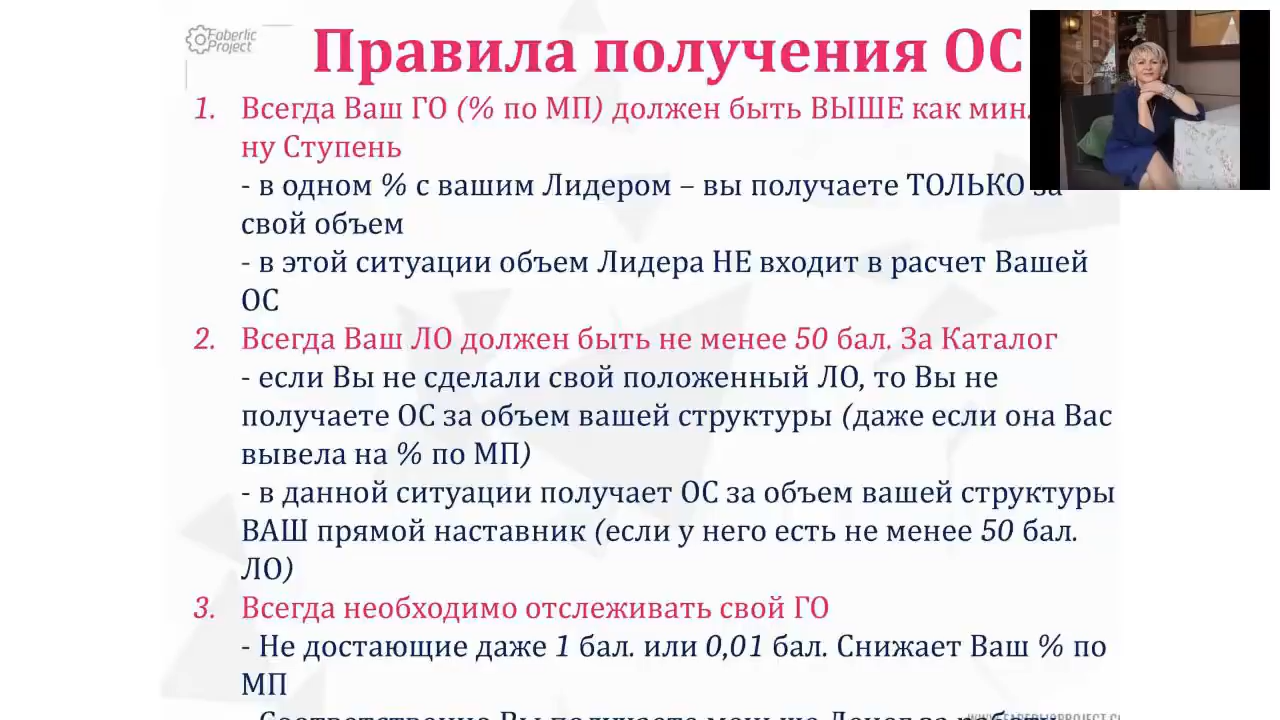 Faberlic
Project
Правила получения ОС
1. Всегда Ваш ГО (% по МП) должен быть ВЫШЕ как мин.
ну Ступень
- в одном % с вашим Лидером – вы получаете ТОЛЬКО за
свой объем
- в этой ситуации объем Лидера НЕ входит в расчет Вашей
ОС
2. Всегда Ваш ЛО должен быть не менее 50 бал. За Каталог
- если Вы не сделали свой положенный ЛО, то Вы не
получаете ОС за объем вашей структуры (даже если она Вас
вывела на % по МП)
- в данной ситуации получает ОС за объем вашей структуры
ВАШ прямой наставник (если у него есть не менее 50 бал.
ЛО)
3. Всегда необходимо отслеживать свой ГО
- Не достающие даже 1 бал. или 0,01 бал. Снижает Ваш % по
МП